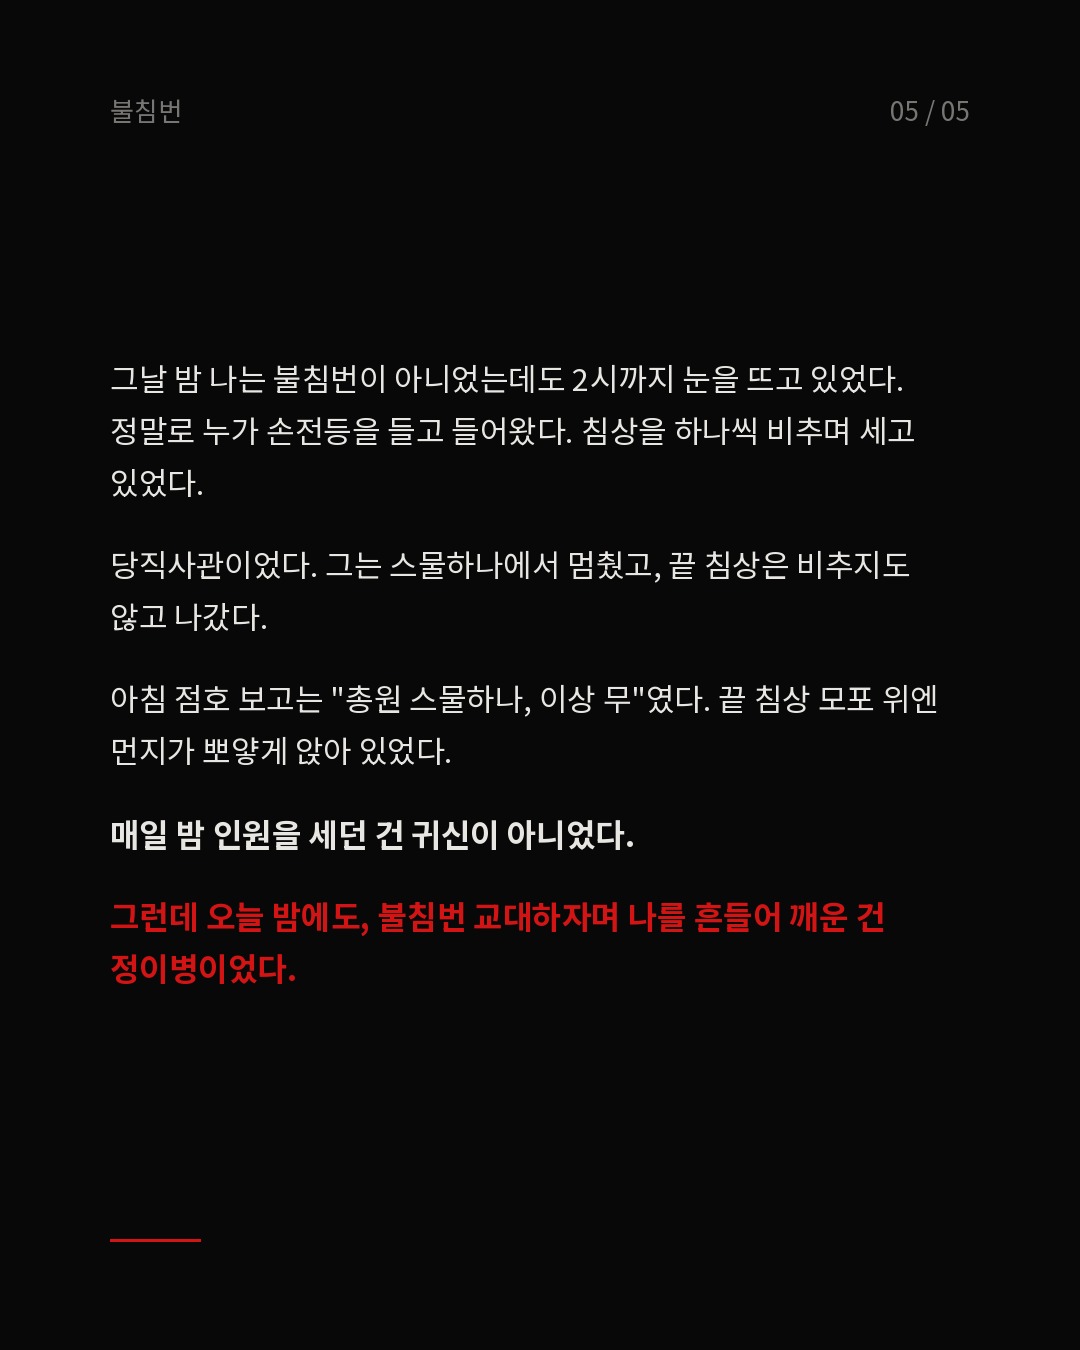 불침번
05 / 05
그날 밤 나는 불침번이 아니었는데도 2시까지 눈을 뜨고 있었다.
정말로 누가 손전등을 들고 들어왔다. 침상을 하나씩 비추며 세고
있었다.
당직사관이었다. 그는 스물하나에서 멈췄고, 끝 침상은 비추지도
않고 나갔다.
아침 점호 보고는 "총원 스물하나, 이상 무"였다. 끝 침상 모포 위엔
먼지가 뽀얗게 앉아 있었다.
매일 밤 인원을 세던 건 귀신이 아니었다.
그런데 오늘 밤에도, 불침번 교대하자며 나를 흔들어 깨운 건
정이병이었다.